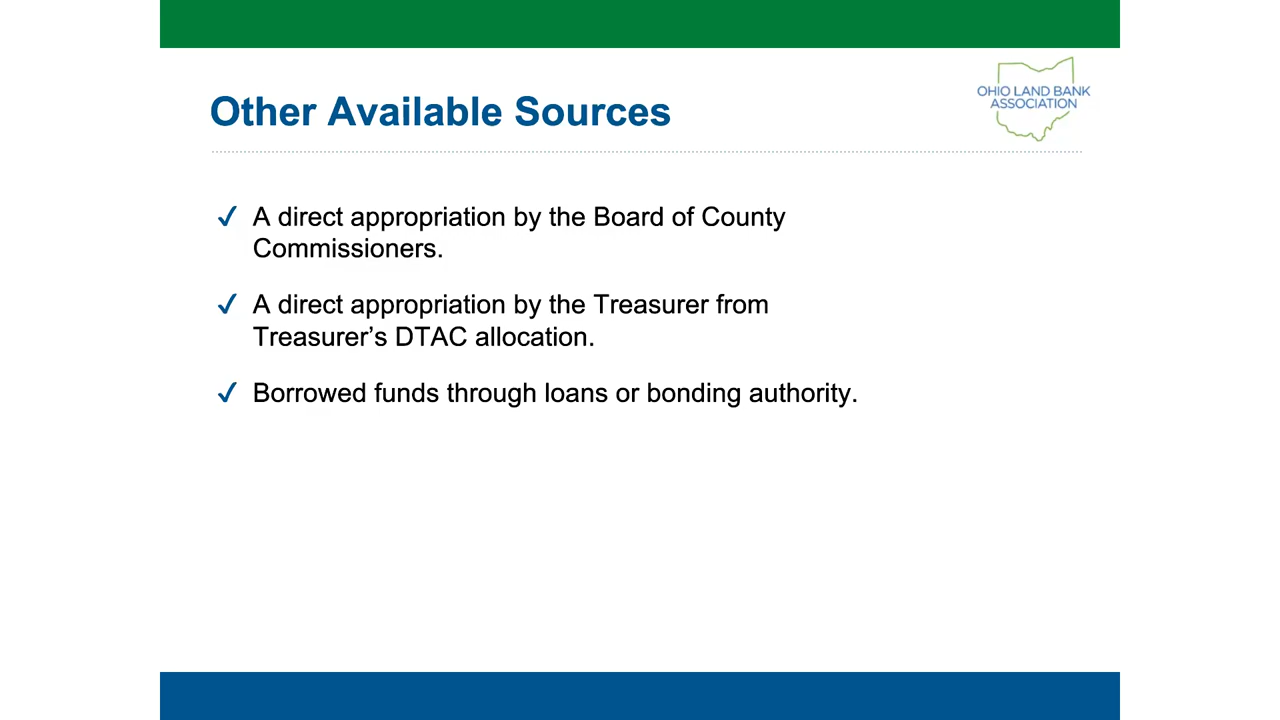 OHIO LAND BANK
ASSOCIATION
Other Available Sources
✓ A direct appropriation by the Board of County
Commissioners.
✓ A direct appropriation by the Treasurer from
Treasurer’s DTAC allocation.
✓ Borrowed funds through loans or bonding authority.